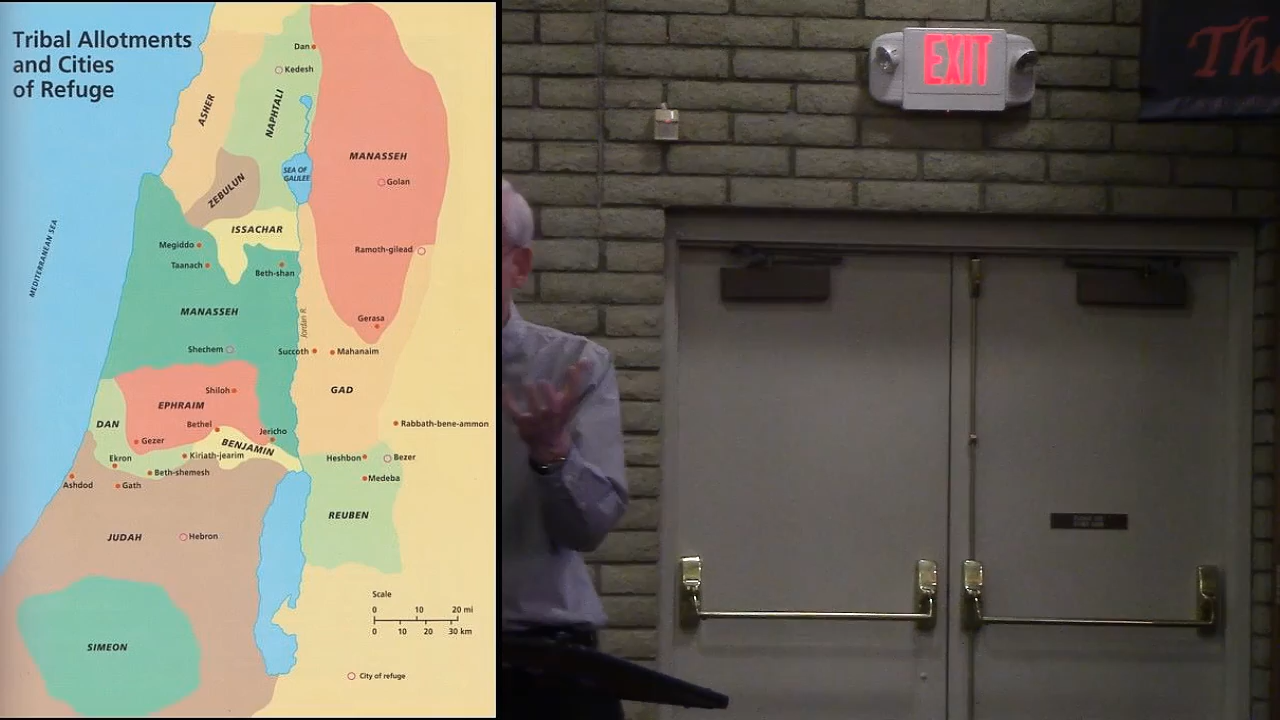 Tribal Allotments
and Cities
of Refuge
Dan
Kedesh
ASHER
NAPHTALI
MANASSEH
SEA OF
GALILEE
Golan
ZEBULUN
ISSACHAR
MEDITERRANEAN SEA
Megiddo
Ramoth-gilead
Taanach
Beth-shan
MANASSEH
Jordan R.
Gerasa
Shechem
Succoth
Mahanaim
Shiloh
GAD
EPHRAIM
DAN
Bethel
Jericho
Rabbath-bene-ammon
Gezer
BENJAMIN
Ekron
Kiriath-jearim
Heshbon
Bezer
Beth-shemesh
Ashdod
Gath
Medeba
REUBEN
JUDAH
Hebron
Scale
0 10 20 mi
0 10 20 30 km
SIMEON
City of refuge
EXIT